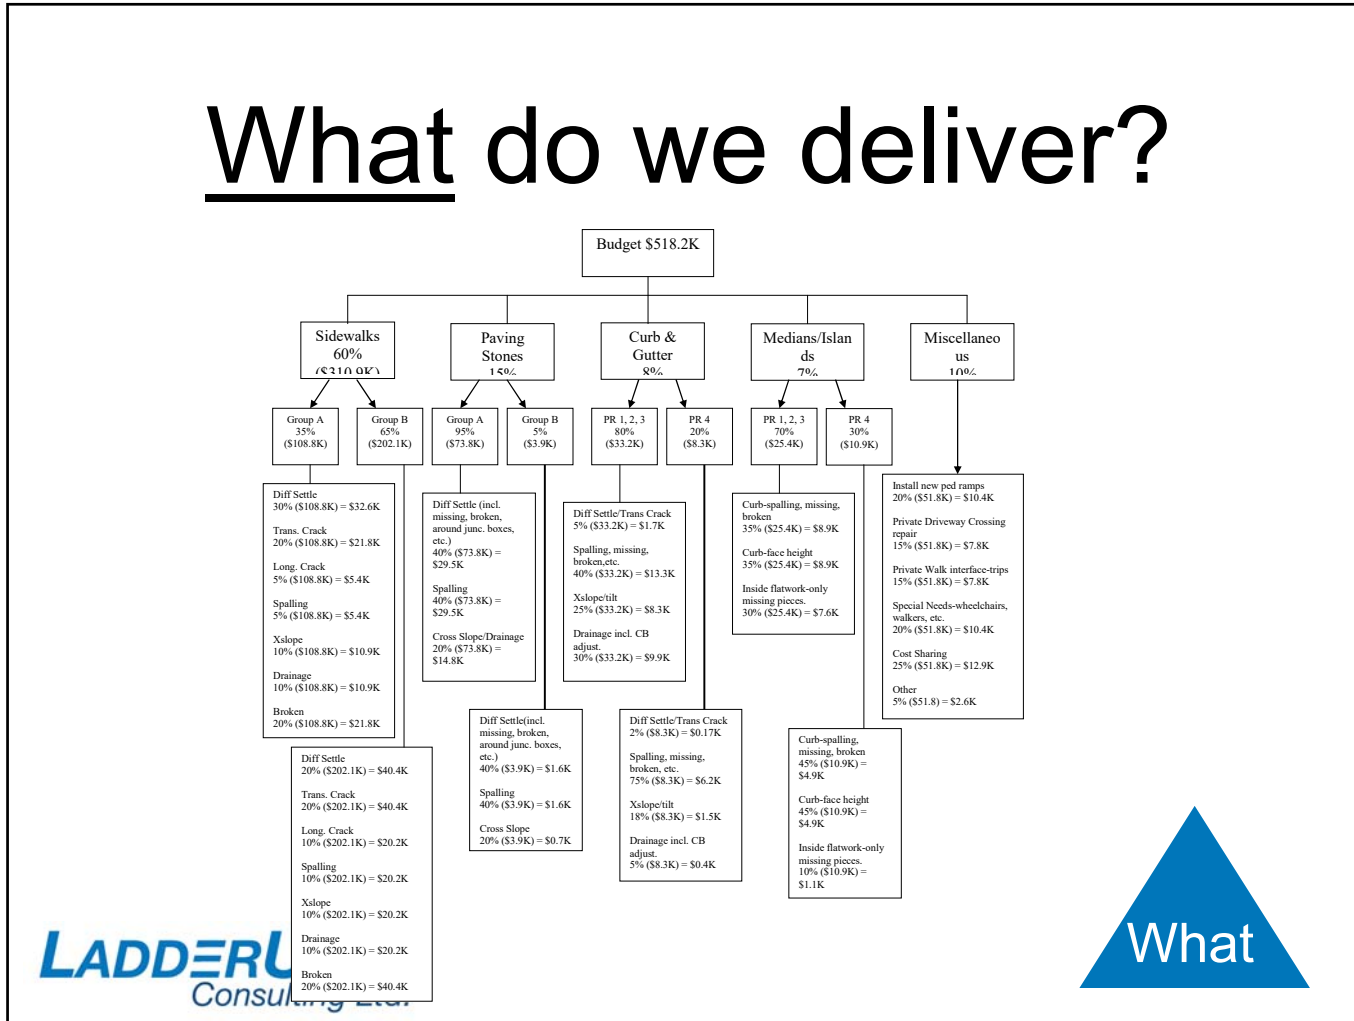 What do we deliver?
Budget $518.2K
Sidewalks
60%
($310.9K)
Paving
Stones
15%
Curb &
Gutter
8%
Medians/Islan
ds
7%
Miscellaneo
us
10%
Group A
35%
($108.8K)
Group B
65%
($202.1K)
Group A
95%
($73.8K)
Group B
5%
($3.9K)
PR 1, 2, 3
80%
($33.2K)
PR 4
20%
($8.3K)
PR 1, 2, 3
70%
($25.4K)
PR 4
30%
($10.9K)
Diff Settle
30% ($108.8K) = $32.6K
Trans. Crack
20% ($108.8K) = $21.8K
Long. Crack
5% ($108.8K) = $5.4K
Spalling
5% ($108.8K) = $5.4K
Xslope
10% ($108.8K) = $10.9K
Drainage
10% ($108.8K) = $10.9K
Broken
20% ($108.8K) = $21.8K
Diff Settle (incl.
missing, broken,
around junc. boxes,
etc.)
40% ($73.8K) =
$29.5K
Spalling
40% ($73.8K) =
$29.5K
Cross Slope/Drainage
20% ($73.8K) =
$14.8K
Diff Settle/Trans Crack
5% ($33.2K) = $1.7K
Spalling, missing,
broken,etc.
40% ($33.2K) = $13.3K
Xslope/tilt
25% ($33.2K) = $8.3K
Drainage incl. CB
adjust.
30% ($33.2K) = $9.9K
Curb-spalling, missing,
broken
35% ($25.4K) = $8.9K
Curb-face height
35% ($25.4K) = $8.9K
Inside flatwork-only
missing pieces.
30% ($25.4K) = $7.6K
Install new ped ramps
20% ($51.8K) = $10.4K
Private Driveway Crossing
repair
15% ($51.8K) = $7.8K
Private Walk interface-trips
15% ($51.8K) = $7.8K
Special Needs-wheelchairs,
walkers, etc.
20% ($51.8K) = $10.4K
Cost Sharing
25% ($51.8K) = $12.9K
Other
5% ($51.8) = $2.6K
Diff Settle
20% ($202.1K) = $40.4K
Trans. Crack
20% ($202.1K) = $40.4K
Long. Crack
10% ($202.1K) = $20.2K
Spalling
10% ($202.1K) = $20.2K
Xslope
10% ($202.1K) = $20.2K
Drainage
10% ($202.1K) = $20.2K
Broken
20% ($202.1K) = $40.4K
Diff Settle(incl.
missing, broken,
around junc. boxes,
etc.)
40% ($3.9K) = $1.6K
Spalling
40% ($3.9K) = $1.6K
Cross Slope
20% ($3.9K) = $0.7K
Diff Settle/Trans Crack
2% ($8.3K) = $0.17K
Spalling, missing,
broken, etc.
75% ($8.3K) = $6.2K
Xslope/tilt
18% ($8.3K) = $1.5K
Drainage incl. CB
adjust.
5% ($8.3K) = $0.4K
Curb-spalling,
missing, broken
45% ($10.9K) =
$4.9K
Curb-face height
45% ($10.9K) =
$4.9K
Inside flatwork-only
missing pieces.
10% ($10.9K) =
$1.1K
LADDERU
Consulting Ltd.
What